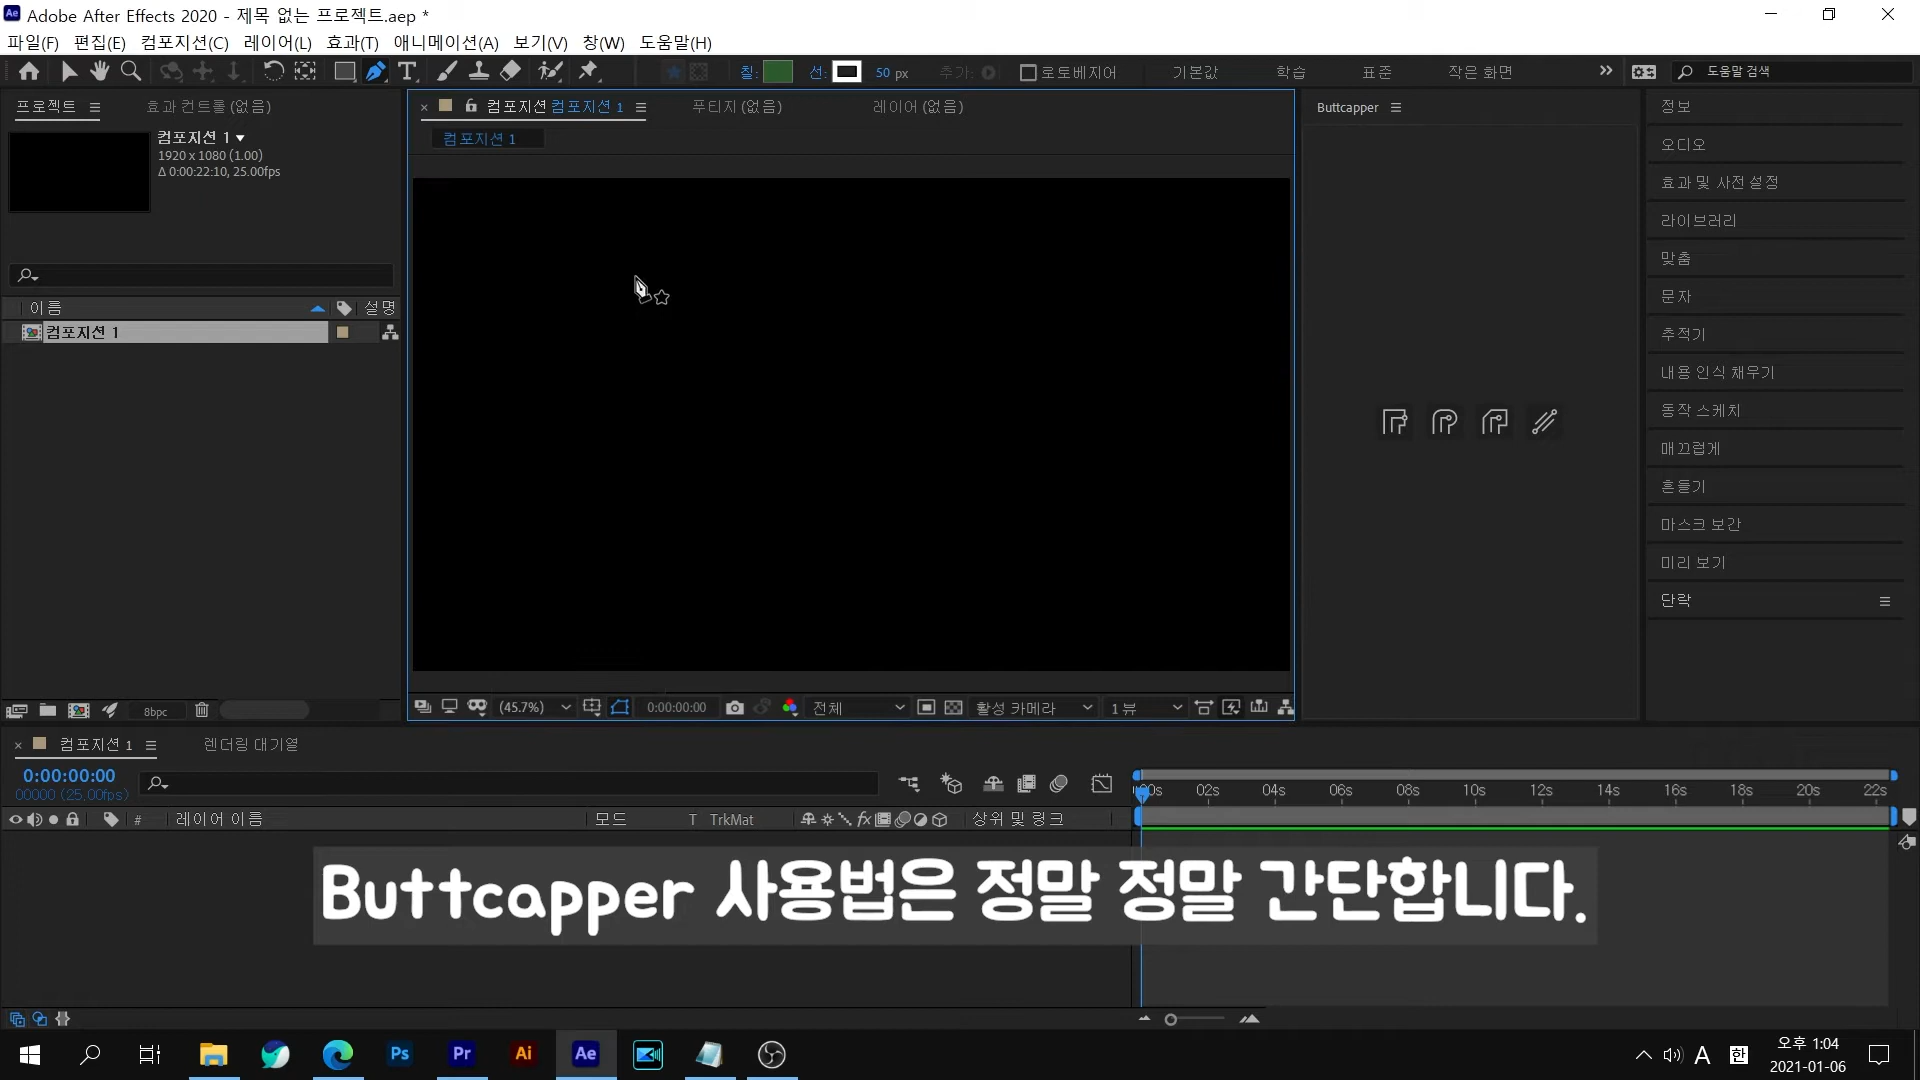 Adobe After Effects 2020 - 제목 없는 프로젝트.aep *
파일(F) 편집(E) 컴포지션(C) 레이어(L) 효과(T) 애니메이션(A) 보기(V) 창(W) 도움말(H)
칠: 선: 50 px 추가: 로토베지어 기본값 학습 표준 작은 화면 도움말 검색
프로젝트 효과 컨트롤 (없음)
컴포지션 컴포지션 1 푸티지 (없음) 레이어 (없음)
Buttcapper
정보
컴포지션 1
1920 x 1080 (1.00)
Δ 0:00:22:10, 25.00fps
컴포지션 1
오디오
효과 및 사전 설정
라이브러리
맞춤
문자
추적기
내용 인식 채우기
동작 스케치
매끄럽게
흔들기
마스크 보간
미리 보기
단락
이름 설명
컴포지션 1
8bpc
(45.7%) 0:00:00:00 전체 활성 카메라 1 뷰
컴포지션 1 렌더링 대기열
0:00:00:00
00000 (25.00fps)
00s 02s 04s 06s 08s 10s 12s 14s 16s 18s 20s 22s
# 레이어 이름 모드 T TrkMat fx 상위 및 링크
Buttcapper 사용법은 정말 정말 간단합니다.
Ps Pr Ai Ae
A 한
오후 1:04
2021-01-06